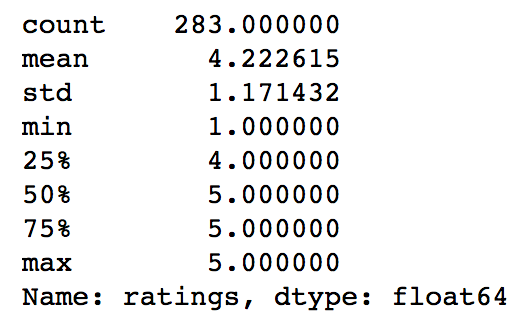 count 283.000000
mean 4.222615
std 1.171432
min 1.000000
25% 4.000000
50% 5.000000
75% 5.000000
max 5.000000
Name: ratings, dtype: float64